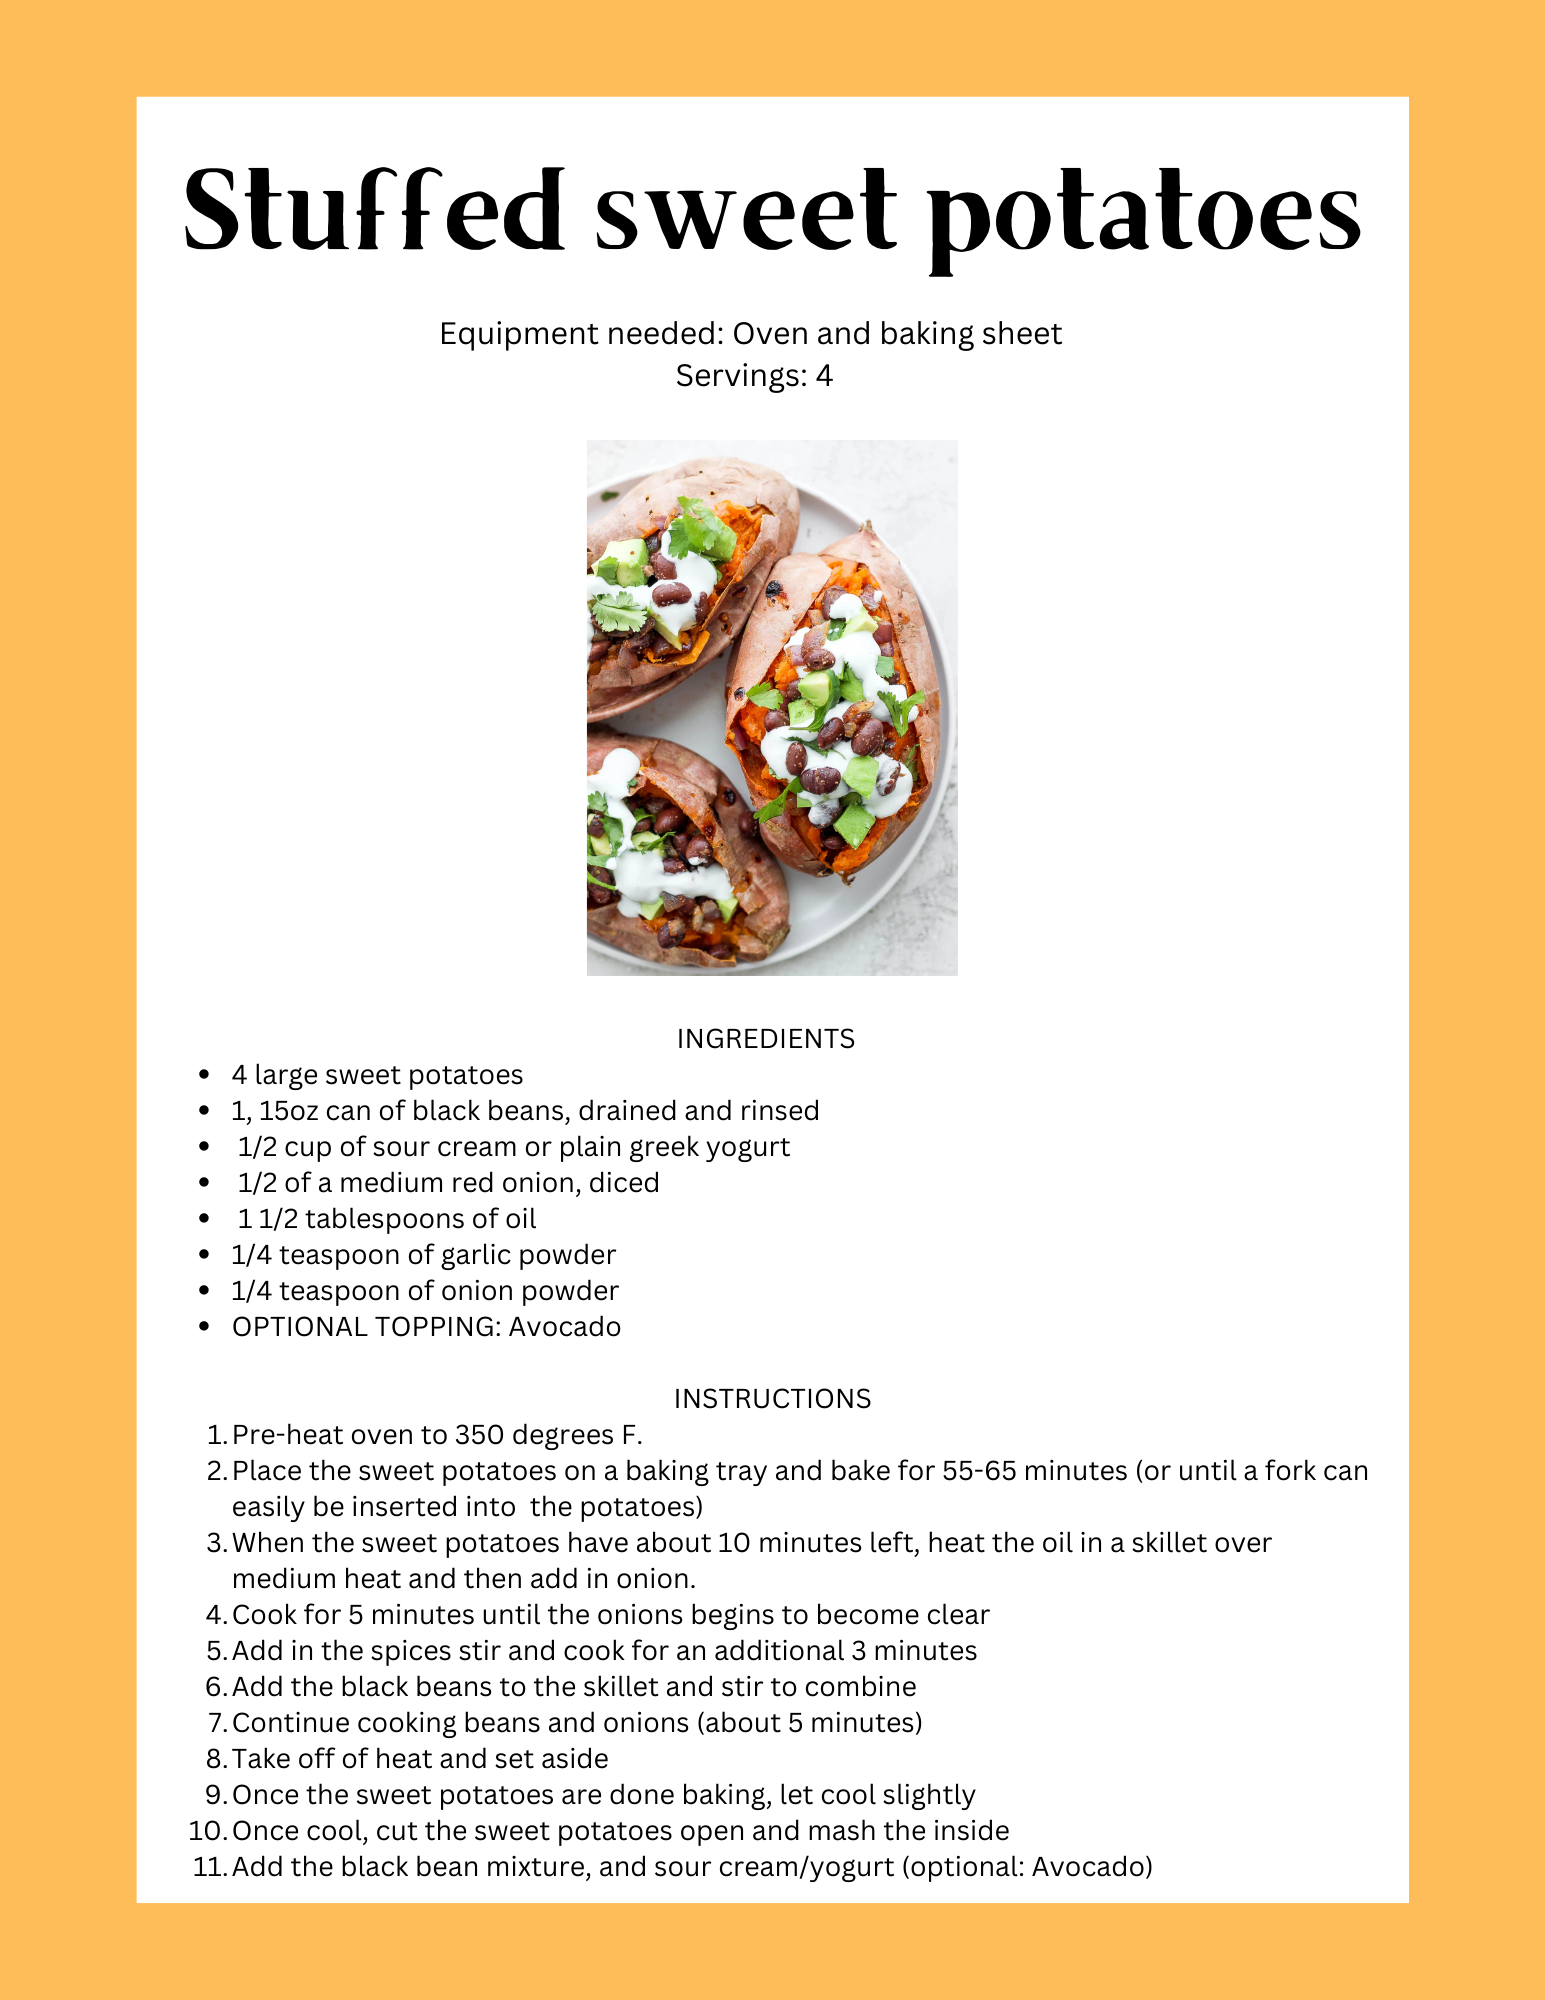 Stuffed sweet potatoes
Equipment needed: Oven and baking sheet
Servings: 4
INGREDIENTS
• 4 large sweet potatoes
• 1, 15oz can of black beans, drained and rinsed
• 1/2 cup of sour cream or plain greek yogurt
• 1/2 of a medium red onion, diced
• 1 1/2 tablespoons of oil
• 1/4 teaspoon of garlic powder
• 1/4 teaspoon of onion powder
• OPTIONAL TOPPING: Avocado
INSTRUCTIONS
1. Pre-heat oven to 350 degrees F.
2. Place the sweet potatoes on a baking tray and bake for 55-65 minutes (or until a fork can
easily be inserted into  the potatoes)
3. When the sweet potatoes have about 10 minutes left, heat the oil in a skillet over
medium heat and then add in onion.
4. Cook for 5 minutes until the onions begins to become clear
5. Add in the spices stir and cook for an additional 3 minutes
6. Add the black beans to the skillet and stir to combine
7. Continue cooking beans and onions (about 5 minutes)
8. Take off of heat and set aside
9. Once the sweet potatoes are done baking, let cool slightly
10. Once cool, cut the sweet potatoes open and mash the inside
11. Add the black bean mixture, and sour cream/yogurt (optional: Avocado)